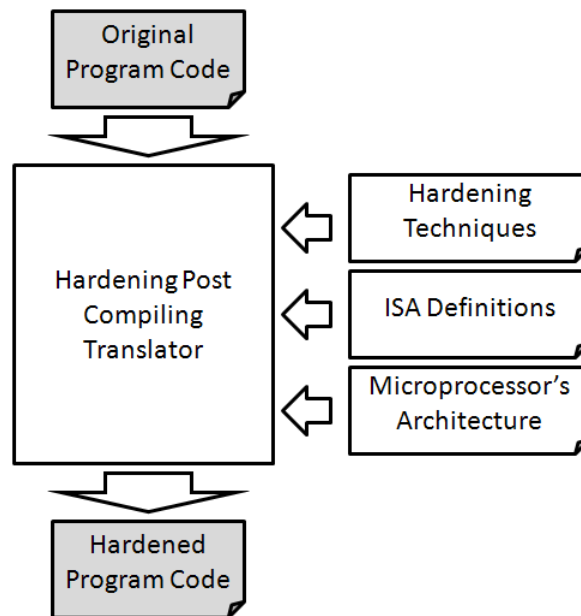 Original
Program Code
Hardening Post
Compiling
Translator
Hardening
Techniques
ISA Definitions
Microprocessor’s
Architecture
Hardened
Program Code